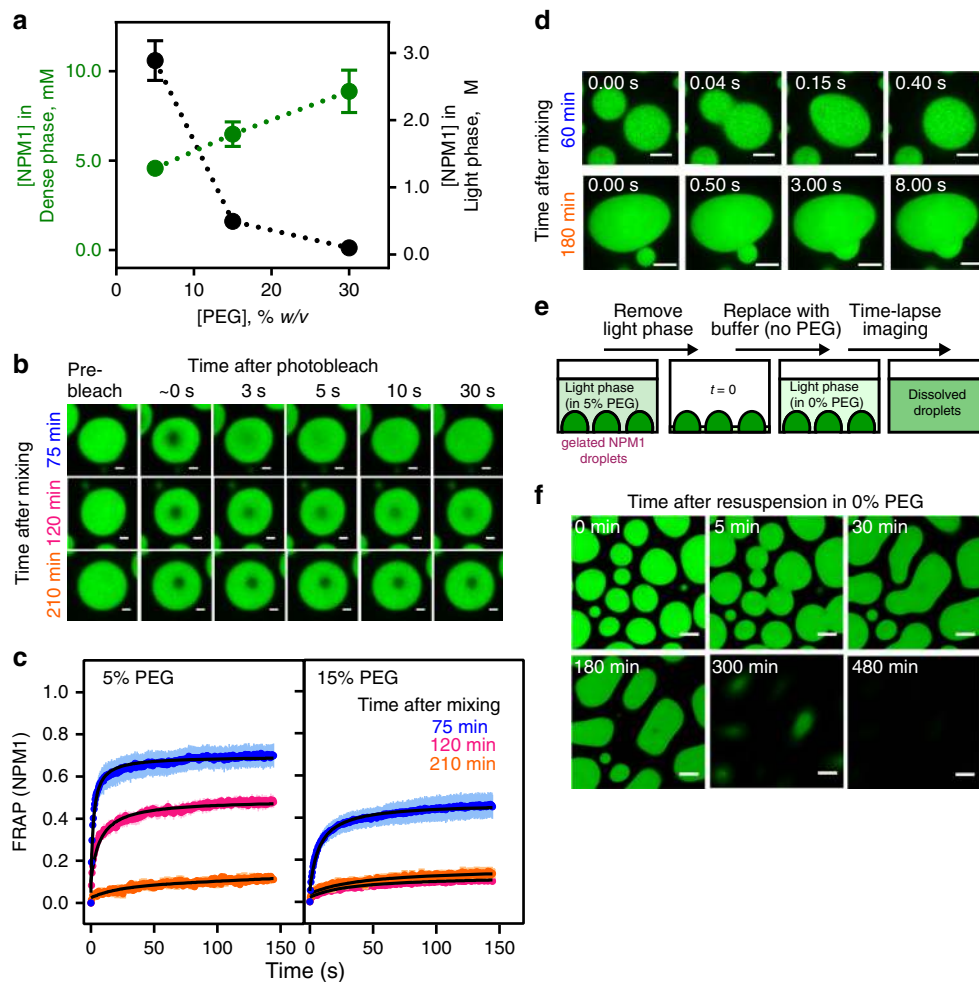 a
[NPM1] in
Dense phase, mM
10.0
5.0
0.0
3.0
2.0
1.0
0.0
[NPM1] in
Light phase, M
0 10 20 30
[PEG], % w/v
b
Pre-
bleach
Time after photobleach
~0 s 3 s 5 s 10 s 30 s
Time after mixing
75 min
120 min
210 min
c
FRAP (NPM1)
1.0
0.8
0.6
0.4
0.2
0.0
5% PEG
15% PEG
Time after mixing
75 min
120 min
210 min
0 50 100 150
0 50 100 150
Time (s)
d
Time after mixing
60 min
0.00 s 0.04 s 0.15 s 0.40 s
180 min
0.00 s 0.50 s 3.00 s 8.00 s
e
Remove
light phase
Replace with
buffer (no PEG)
Time-lapse
imaging
Light phase
(in 5% PEG)
gelated NPM1
droplets
t = 0
Light phase
(in 0% PEG)
Dissolved
droplets
f
Time after resuspension in 0% PEG
0 min 5 min 30 min
180 min 300 min 480 min